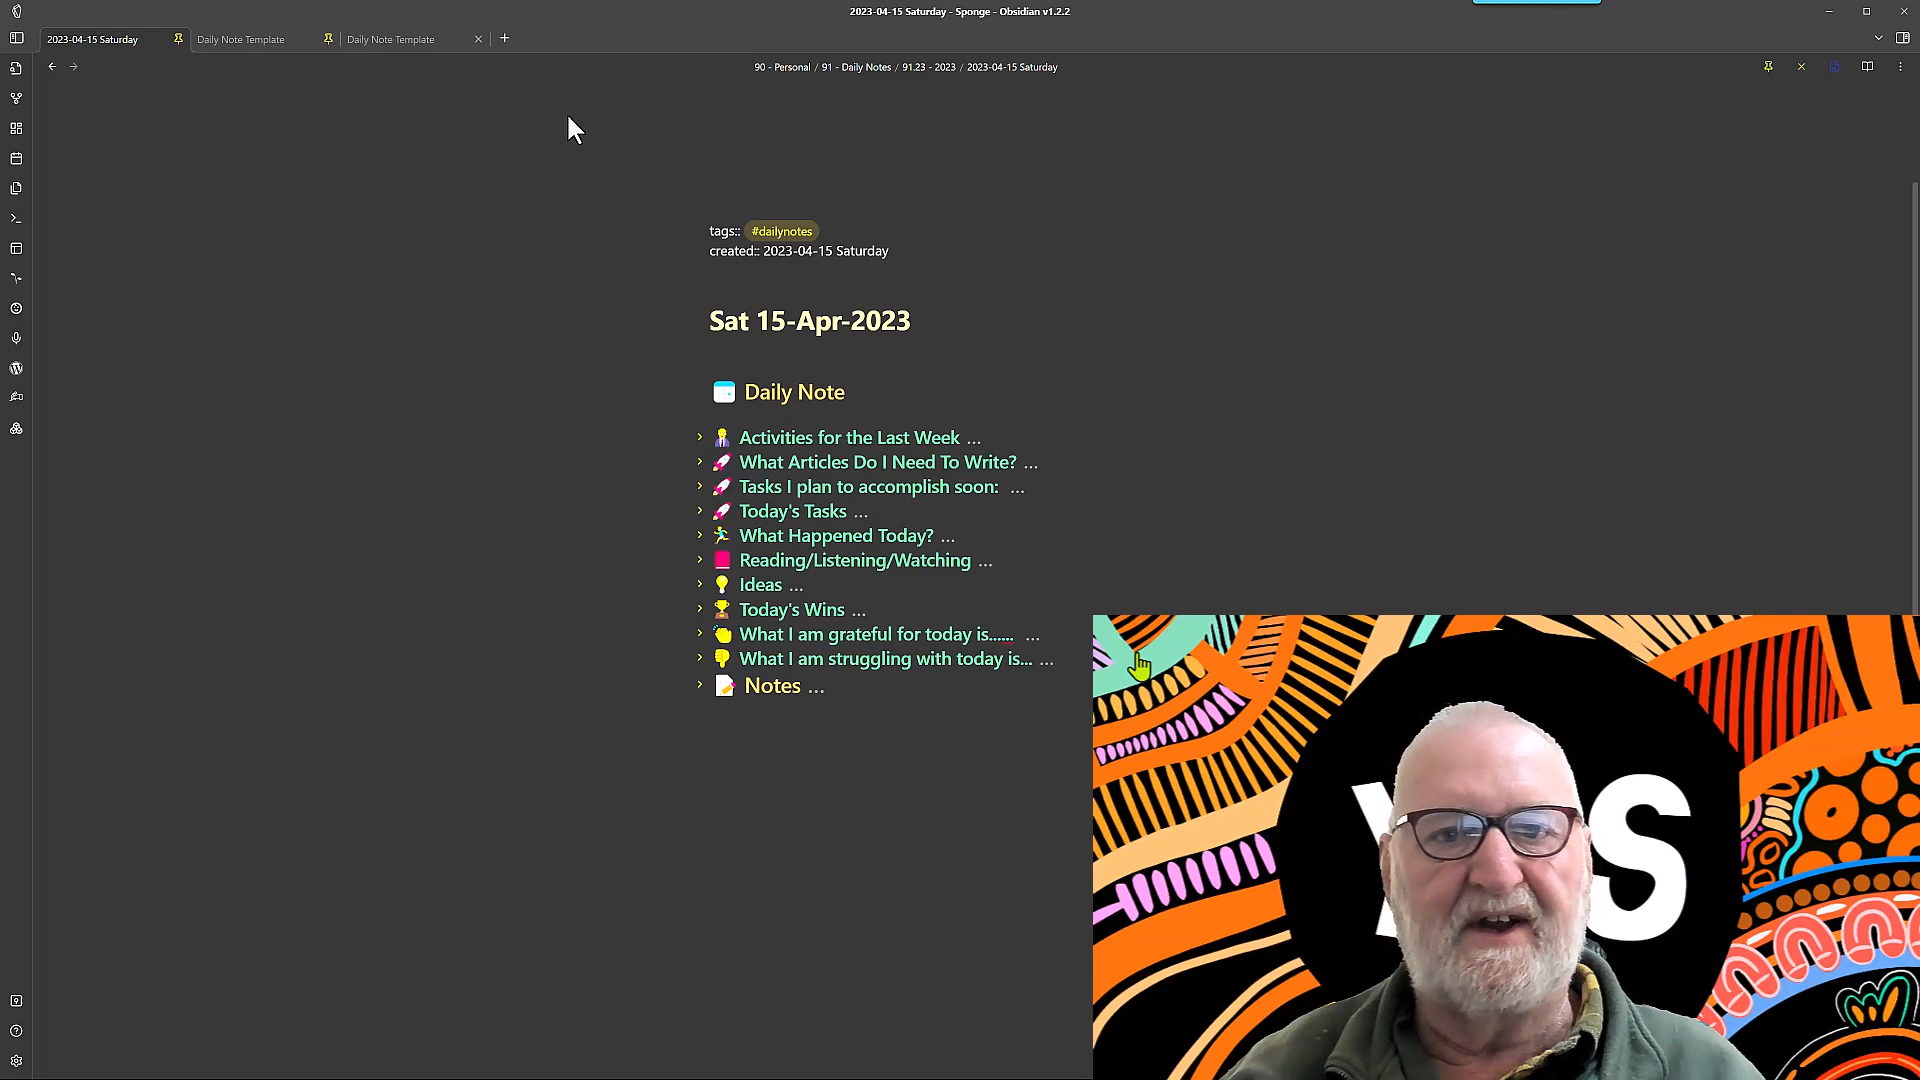 2023-04-15 Saturday - Sponge - Obsidian v1.2.2
2023-04-15 Saturday
Daily Note Template
Daily Note Template
90 - Personal / 91 - Daily Notes / 91.23 - 2023 / 2023-04-15 Saturday
tags:: #dailynotes
created:: 2023-04-15 Saturday
Sat 15-Apr-2023
Daily Note
Activities for the Last Week ...
What Articles Do I Need To Write? ...
Tasks I plan to accomplish soon: ...
Today's Tasks ...
What Happened Today? ...
Reading/Listening/Watching ...
Ideas ...
Today's Wins ...
What I am grateful for today is...... ...
What I am struggling with today is... ...
Notes ...